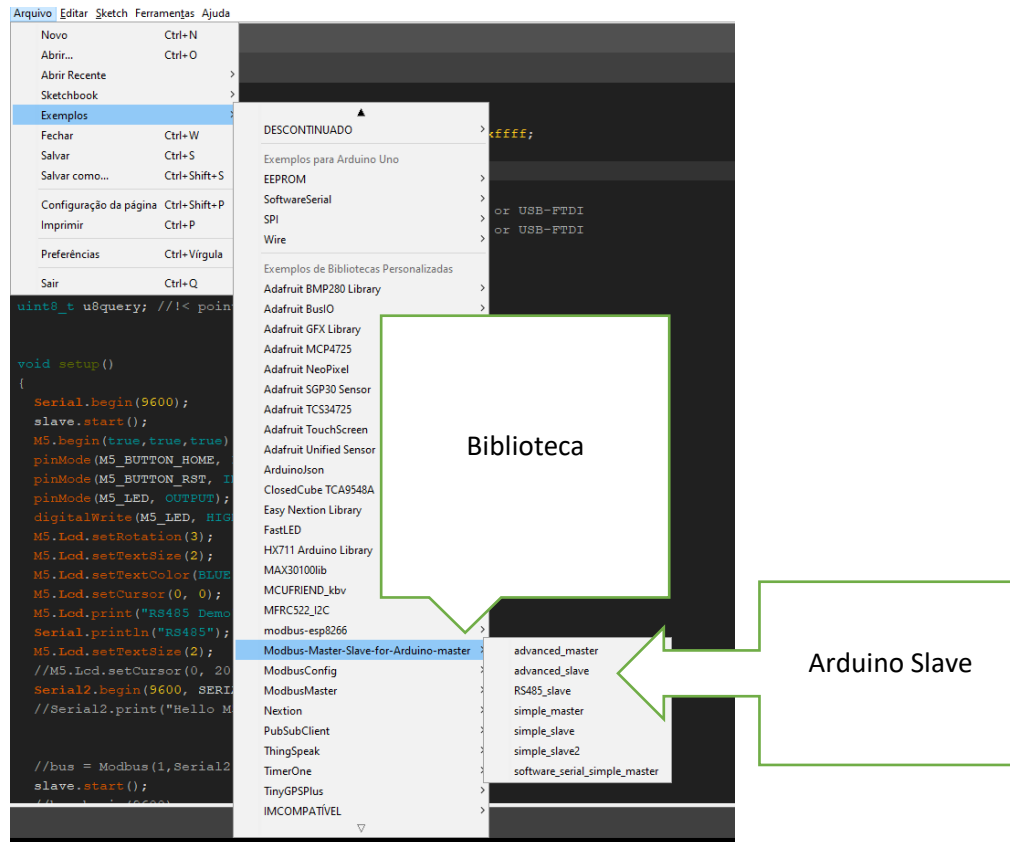 Arquivo Editar Sketch Ferramentas Ajuda
Novo Ctrl+N
Abrir... Ctrl+O
Abrir Recente
Sketchbook
Exemplos
Fechar Ctrl+W
Salvar Ctrl+S
Salvar como... Ctrl+Shift+S
Configuração da página Ctrl+Shift+P
Imprimir Ctrl+P
Preferências Ctrl+Vírgula
Sair Ctrl+Q
DESCONTINUADO
Exemplos para Arduino Uno
EEPROM
SoftwareSerial
SPI
Wire
Exemplos de Bibliotecas Personalizadas
Adafruit BMP280 Library
Adafruit BusIO
Adafruit GFX Library
Adafruit MCP4725
Adafruit NeoPixel
Adafruit SGP30 Sensor
Adafruit TCS34725
Adafruit TouchScreen
Adafruit Unified Sensor
ArduinoJson
ClosedCube TCA9548A
Easy Nextion Library
FastLED
HX711 Arduino Library
MAX30100lib
MCUFRIEND_kbv
MFRC522_I2C
modbus-esp8266
Modbus-Master-Slave-for-Arduino-master
ModbusConfig
ModbusMaster
Nextion
PubSubClient
ThingSpeak
TimerOne
TinyGPSPlus
IMCOMPATÍVEL
advanced_master
advanced_slave
RS485_slave
simple_master
simple_slave
simple_slave2
software_serial_simple_master
Biblioteca
Arduino Slave
xffff;
or USB-FTDI
or USB-FTDI
uint8_t u8query; //!< poin
void setup()
{
Serial.begin(9600);
slave.start();
M5.begin(true,true,true)
pinMode(M5_BUTTON_HOME,
pinMode(M5_BUTTON_RST, I
pinMode(M5_LED, OUTPUT);
digitalWrite(M5_LED, HIG
M5.Lcd.setRotation(3);
M5.Lcd.setTextSize(2);
M5.Lcd.setTextColor(BLUE
M5.Lcd.setCursor(0, 0);
M5.Lcd.print("RS485 Demo
Serial.println("RS485");
M5.Lcd.setTextSize(2);
//M5.Lcd.setCursor(0, 20
Serial2.begin(9600, SERI
//Serial2.print("Hello M
//bus = Modbus(1,Serial2
slave.start();